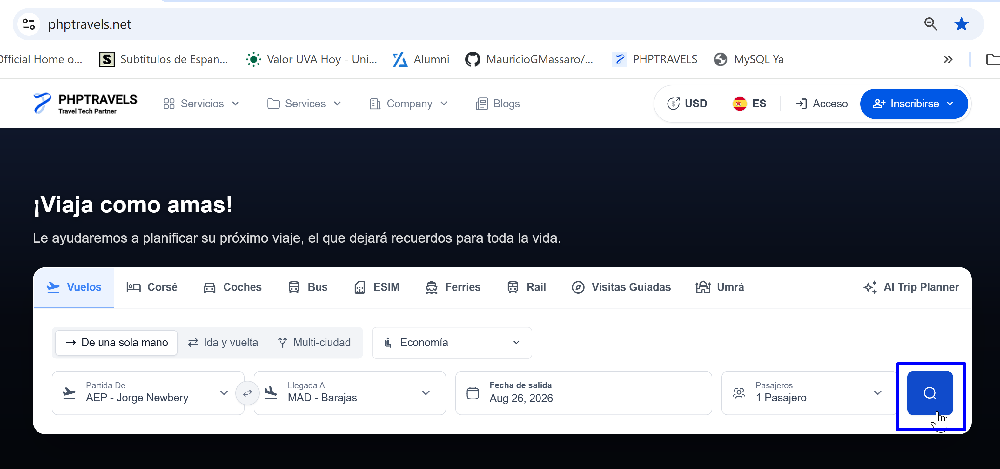 phptravels.net
Official Home o...
Subtitulos de Espan...
Valor UVA Hoy - Uni...
Alumni
MauricioGMassaro/...
PHPTRAVELS
MySQL Ya
PHPTRAVELS
Travel Tech Partner
Servicios
Services
Company
Blogs
USD
ES
Acceso
Inscribirse
¡Viaja como amas!
Le ayudaremos a planificar su próximo viaje, el que dejará recuerdos para toda la vida.
Vuelos
Corsé
Coches
Bus
ESIM
Ferries
Rail
Visitas Guiadas
Umrá
AI Trip Planner
De una sola mano
Ida y vuelta
Multi-ciudad
Economía
Partida De
AEP - Jorge Newbery
Llegada A
MAD - Barajas
Fecha de salida
Aug 26, 2026
Pasajeros
1 Pasajero